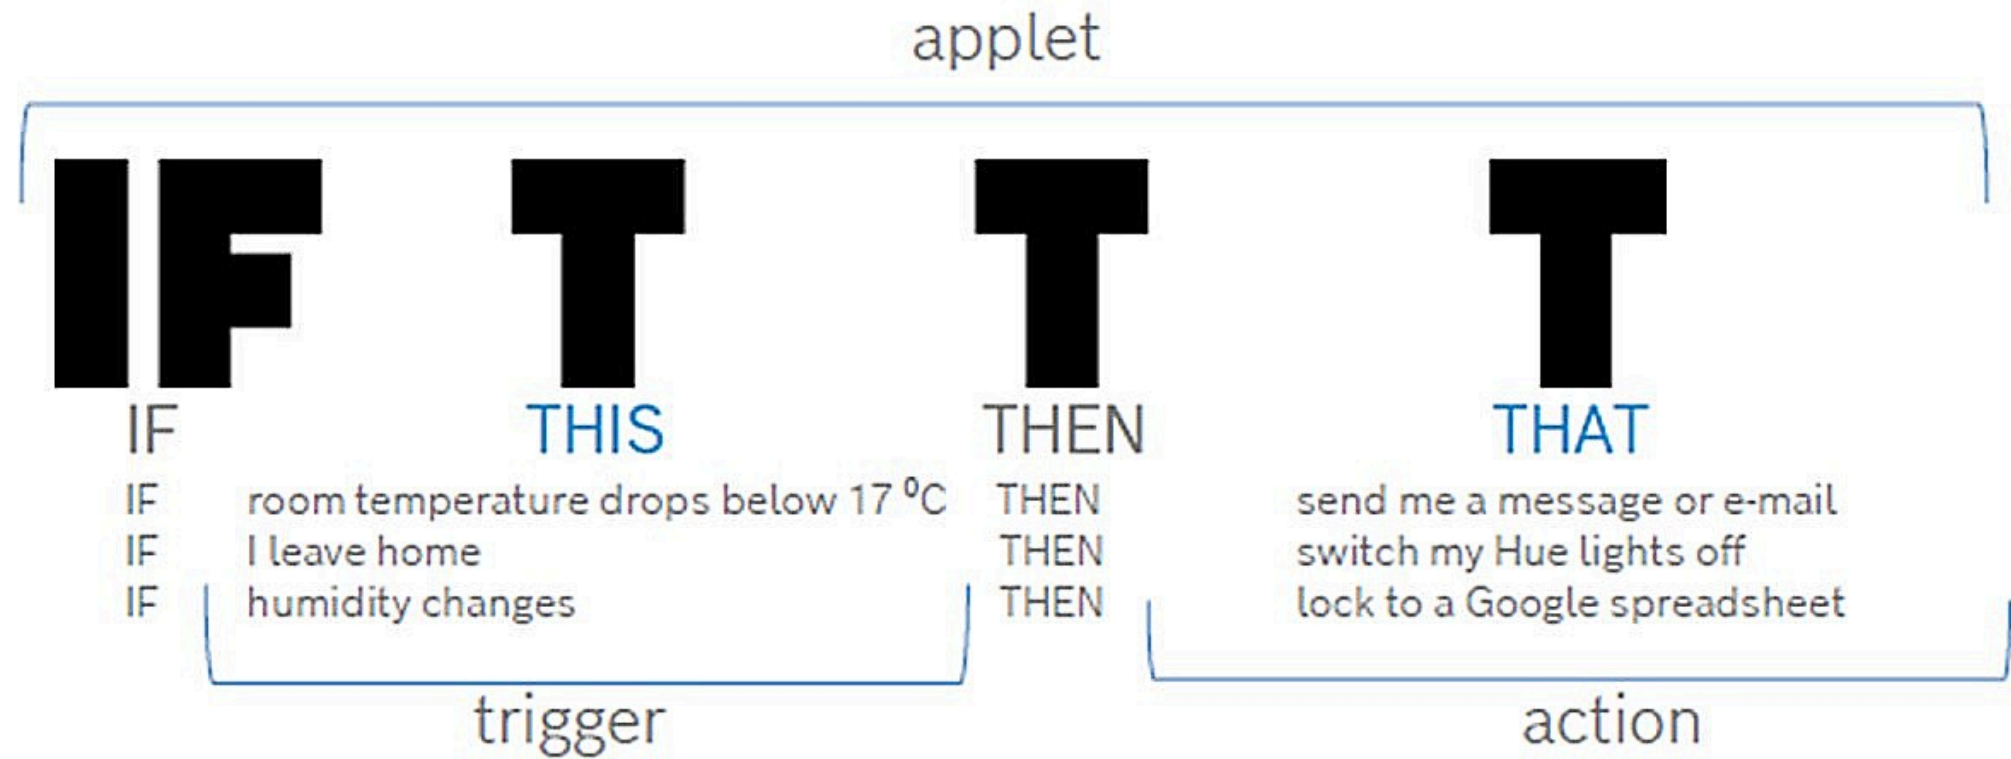 applet
IF T T T
IF THIS THEN THAT
IF room temperature drops below 17 ⁰C THEN send me a message or e-mail
IF I leave home THEN switch my Hue lights off
IF humidity changes THEN lock to a Google spreadsheet
trigger action